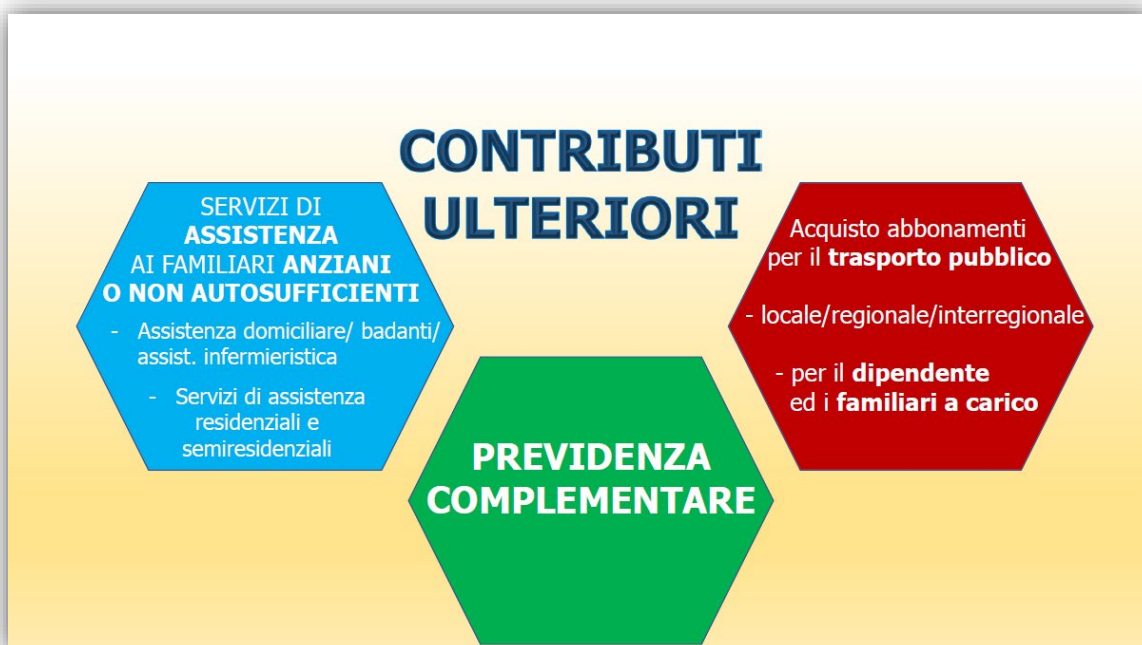 CONTRIBUTI
ULTERIORI
SERVIZI DI
ASSISTENZA
AI FAMILIARI ANZIANI
O NON AUTOSUFFICIENTI
- Assistenza domiciliare/ badanti/
assist. infermieristica
- Servizi di assistenza
residenziali e
semiresidenziali
PREVIDENZA
COMPLEMENTARE
Acquisto abbonamenti
per il trasporto pubblico
- locale/regionale/interregionale
- per il dipendente
ed i familiari a carico